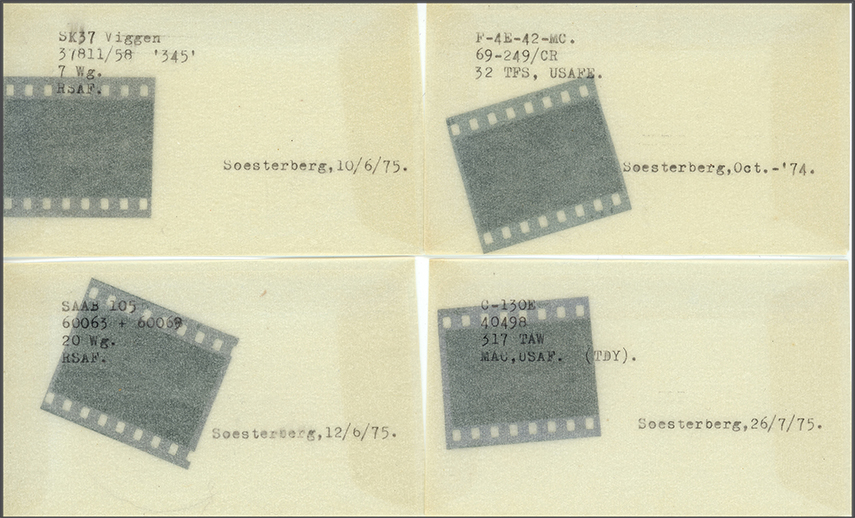 SK37 Viggen
37811/58 '345'
7 Wg.
RSAF.
Soesterberg,10/6/75.
F-4E-42-MC.
69-249/CR
32 TFS, USAFE.
Soesterberg,Oct.-'74.
SAAB 105
60063 + 60069
20 Wg.
RSAF.
Soesterberg,12/6/75.
C-130E
40498
317 TAW
MAC,USAF. (TDY).
Soesterberg,26/7/75.